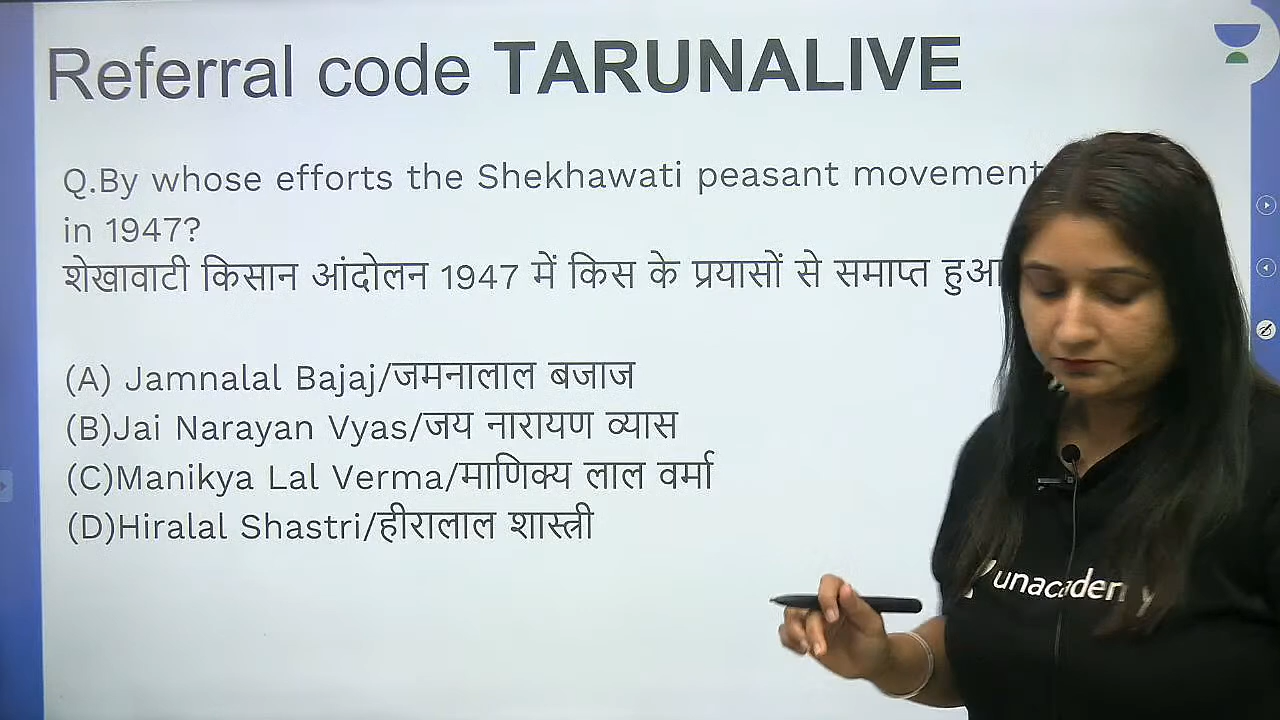 Referral code TARUNALIVE
Q.By whose efforts the Shekhawati peasant movement
in 1947?
शेखावाटी किसान आंदोलन 1947 में किस के प्रयासों से समाप्त हुआ
(A) Jamnalal Bajaj/जमनालाल बजाज
(B)Jai Narayan Vyas/जय नारायण व्यास
(C)Manikya Lal Verma/माणिक्य लाल वर्मा
(D)Hiralal Shastri/हीरालाल शास्त्री
unacademy